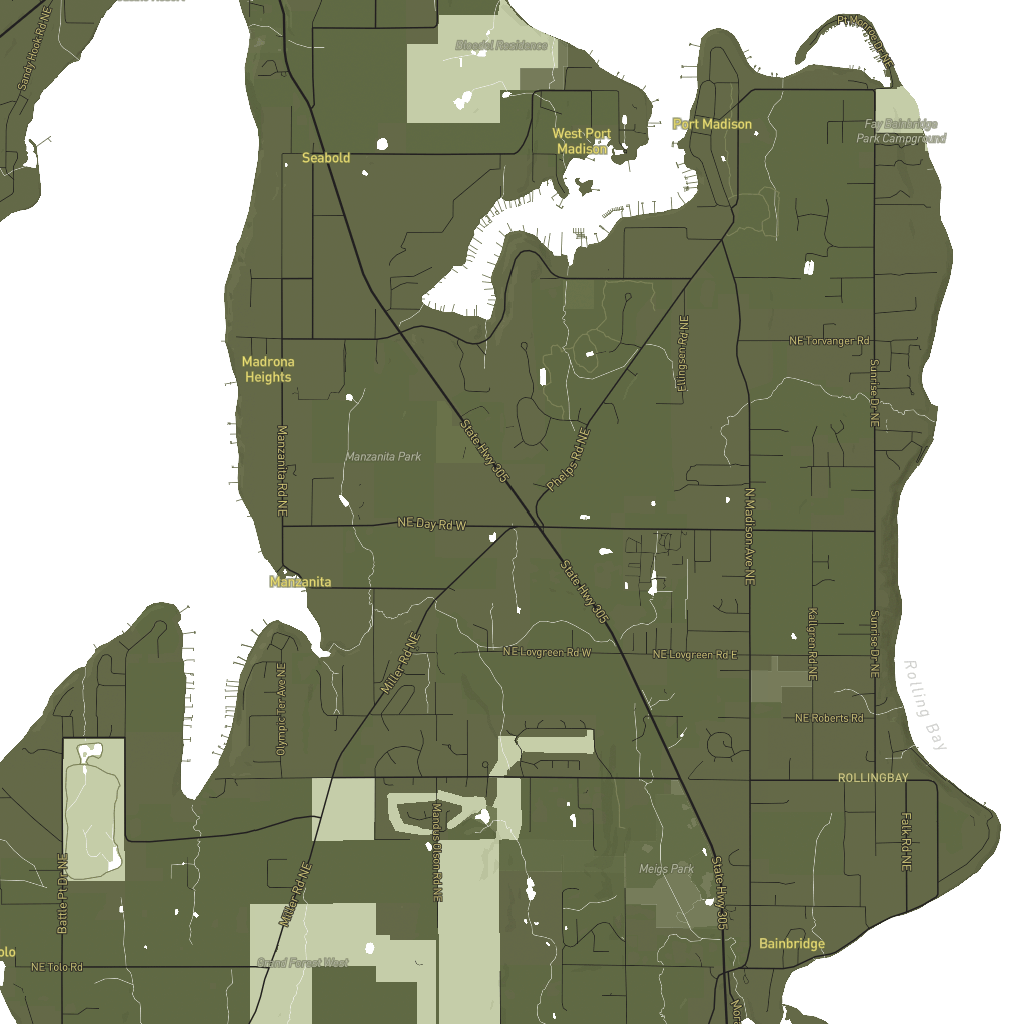 Sandy Hook Rd NE
Bloedel Residence
Pt Monroe Dr NE
West Port
Madison
Port Madison
Fay Bainbridge
Park Campground
Seabold
Ellingsen Rd NE
NE Torvanger Rd
Madrona
Heights
Sunrise Dr NE
Manzanita Rd NE
State Hwy 305
Manzanita Park
Phelps Rd NE
NE Day Rd W
N Madison Ave NE
Manzanita
State Hwy 305
Miller Rd NE
NE Lovgreen Rd W
NE Lovgreen Rd E
Kallgren Rd NE
Sunrise Dr NE
Olympic Ter Ave NE
Rolling Bay
NE Roberts Rd
ROLLINGBAY
Mandus Olson Rd NE
Falk Rd NE
Battle Pt Dr NE
Miller Rd NE
Meigs Park
State Hwy 305
Bainbridge
olo
NE Tolo Rd
Grand Forest West